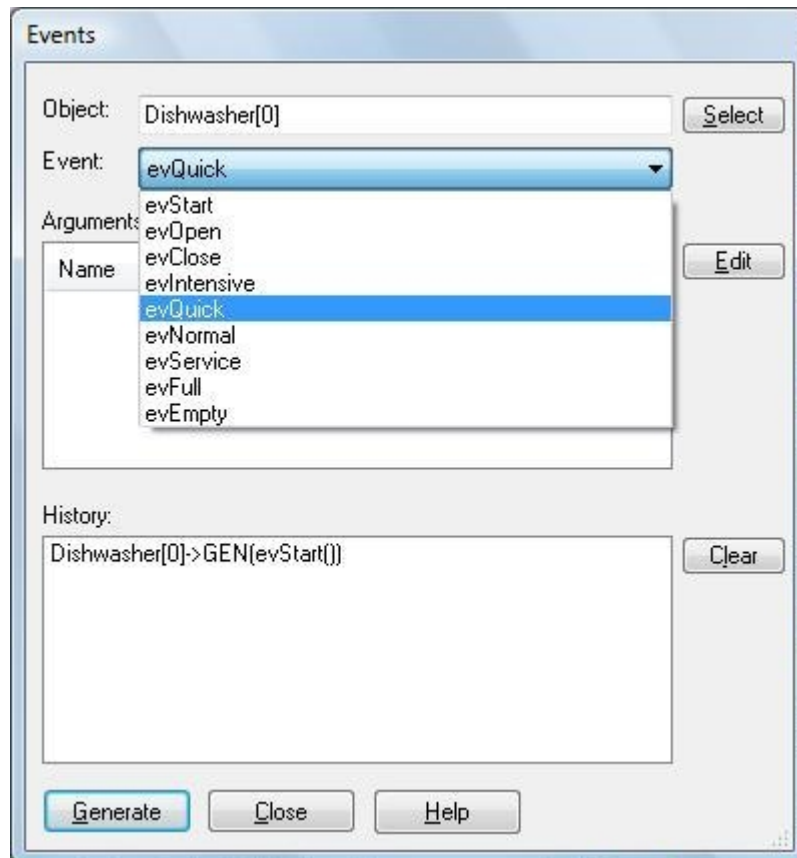 Events
Object: Dishwasher[0] Select
Event: evQuick
evStart
Arguments
evOpen
evClose
Name Edit
evIntensive
evQuick
evNormal
evService
evFull
evEmpty
History:
Dishwasher[0]->GEN(evStart()) Clear
Generate Close Help